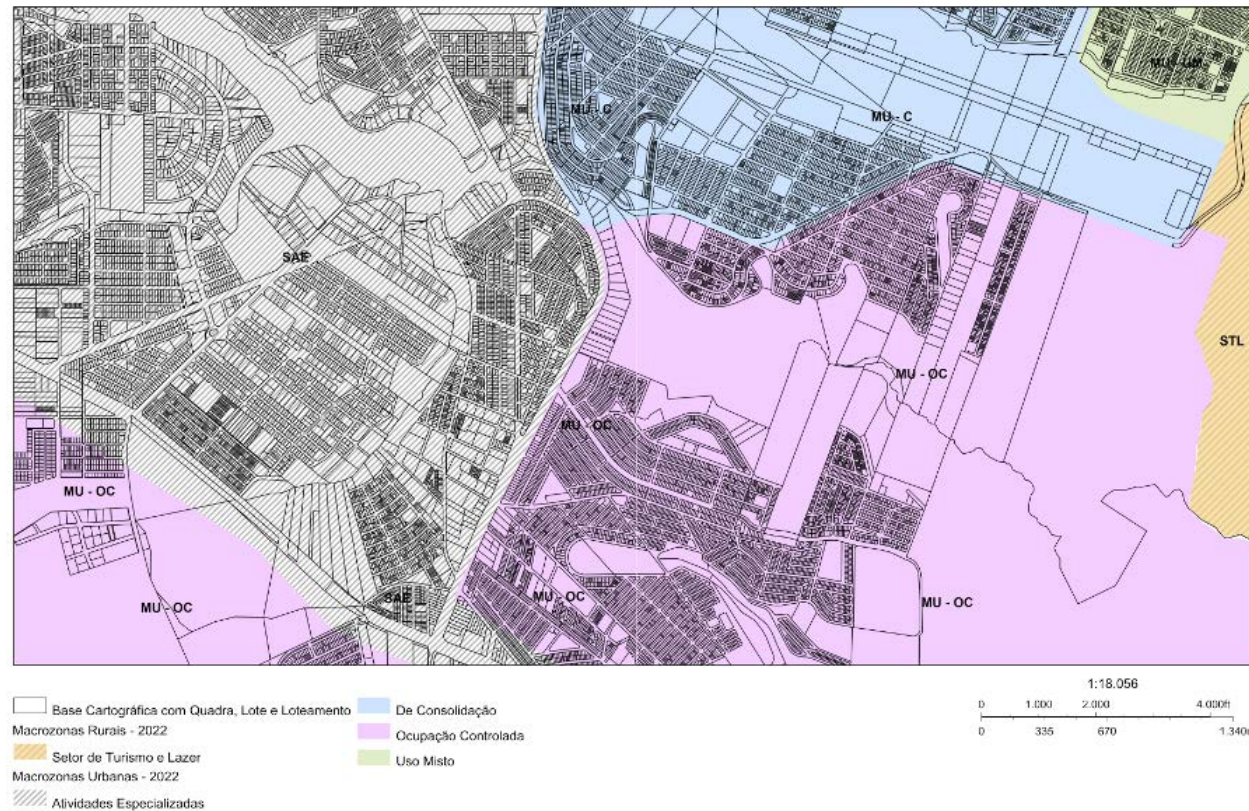 MU - UM
MU - C
MU - C
SAE
STL
MU - OC
MU - OC
MU - OC
SAE
MU - OC
MU - OC
MU - OC
1:18.056
Base Cartográfica com Quadra, Lote e Loteamento
De Consolidação
0 1.000 2.000 4.000ft
Macrozonas Rurais - 2022
Ocupação Controlada
0 335 670 1.340
Setor de Turismo e Lazer
Uso Misto
Macrozonas Urbanas - 2022
Atividades Especializadas